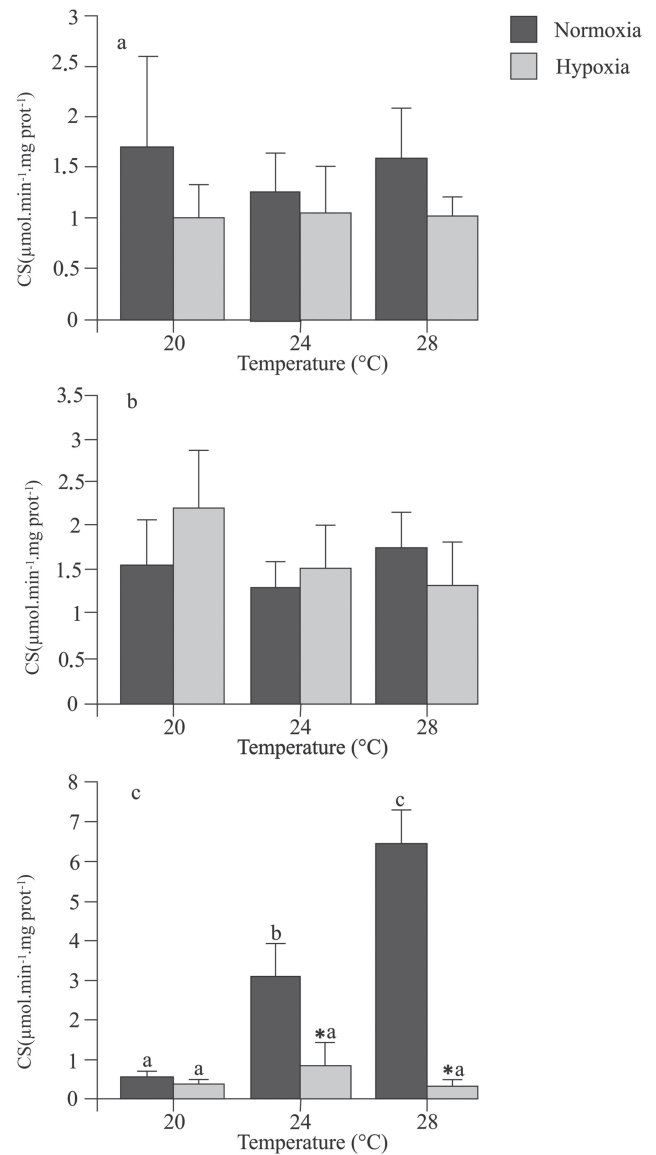 Normoxia
Hypoxia
a
CS(µmol.min⁻¹.mg prot⁻¹)
3
2.5
2
1.5
1
0.5
0
20 24 28
Temperature (°C)
b
CS(µmol.min⁻¹.mg prot⁻¹)
3.5
3
2.5
2
1.5
1
0.5
0
20 24 28
Temperature (°C)
c
CS(µmol.min⁻¹.mg prot⁻¹)
8
7
6
5
4
3
2
1
0
a a b *a c *a
20 24 28
Temperature (°C)